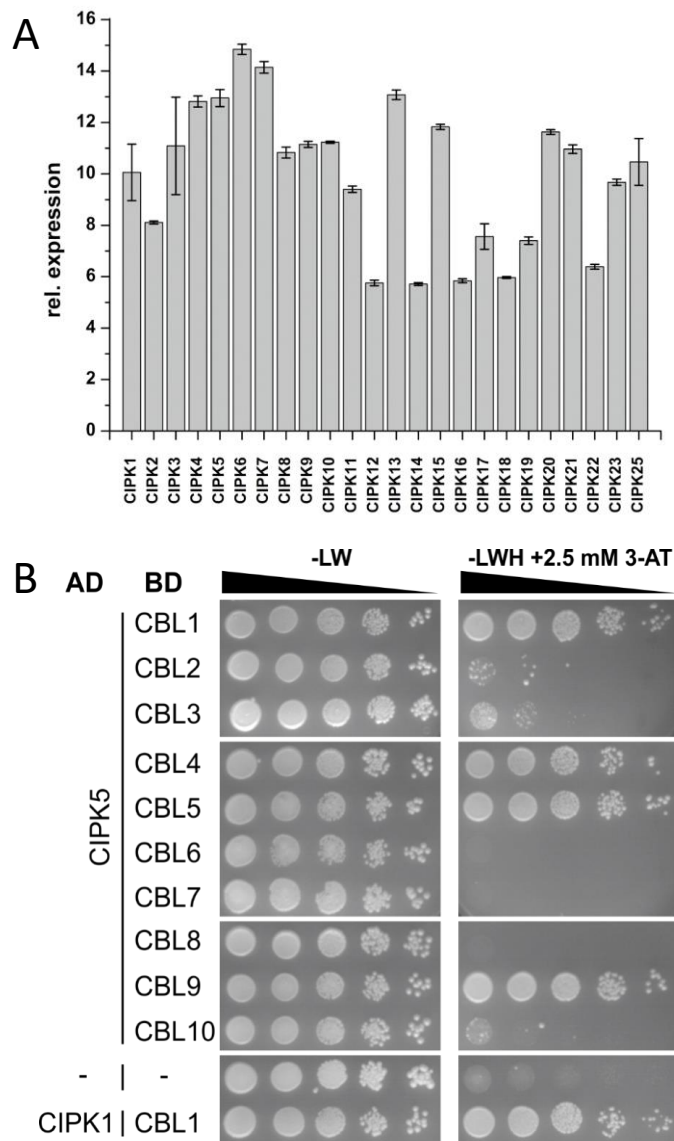 A
rel. expression
16
14
12
10
8
6
4
2
0
CIPK1 CIPK2 CIPK3 CIPK4 CIPK5 CIPK6 CIPK7 CIPK8 CIPK9 CIPK10 CIPK11 CIPK12 CIPK13 CIPK14 CIPK15 CIPK16 CIPK17 CIPK18 CIPK19 CIPK20 CIPK21 CIPK22 CIPK23 CIPK25
B AD BD -LW -LWH +2.5 mM 3-AT
CIPK5
CBL1
CBL2
CBL3
CBL4
CBL5
CBL6
CBL7
CBL8
CBL9
CBL10
- | -
CIPK1 | CBL1